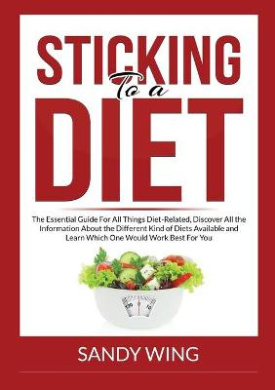 STICKING
To a
DIET
The Essential Guide For All Things Diet-Related, Discover All the
Information About the Different Kind of Diets Available and
Learn Which One Would Work Best For You
SANDY WING